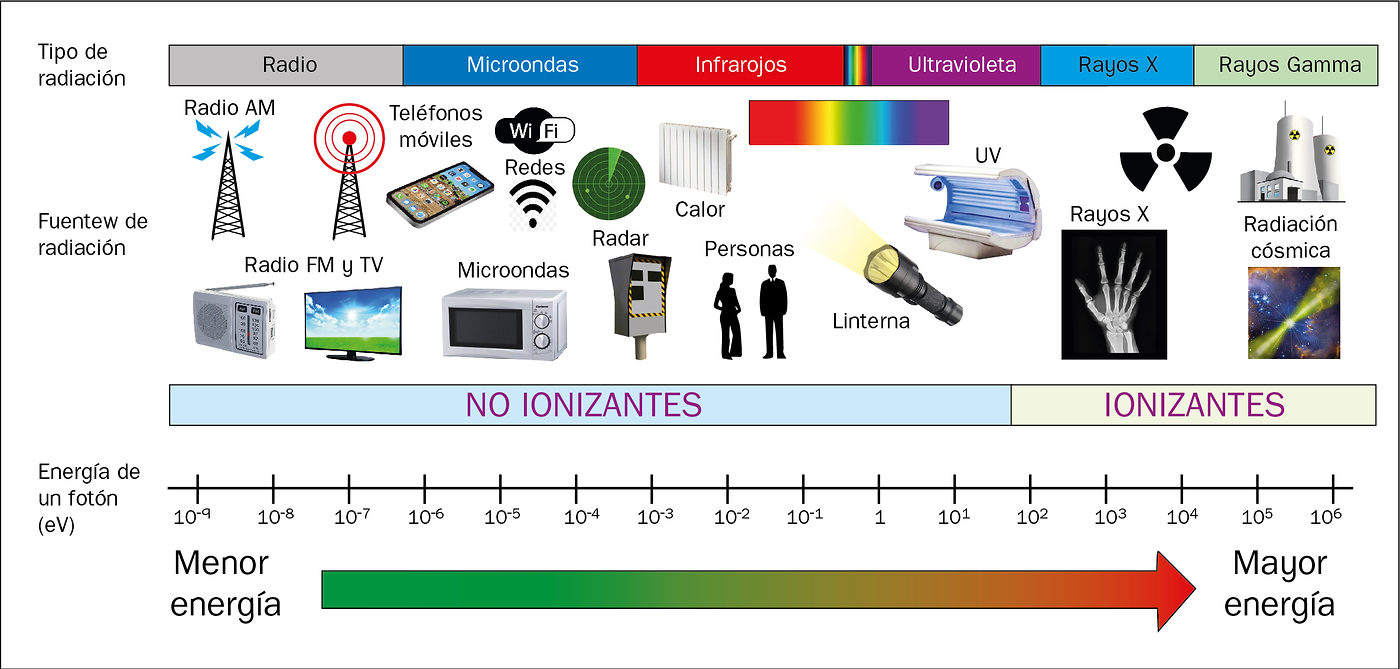 Tipo de
radiación
Radio
Microondas
Infrarojos
Ultravioleta
Rayos X
Rayos Gamma
Fuentew de
radiación
Radio AM
Teléfonos
móviles
Wi Fi
Redes
Calor
UV
Rayos X
Radiación
cósmica
Radar
Personas
Radio FM y TV
Microondas
Linterna
NO IONIZANTES
IONIZANTES
Energía de
un fotón
(eV)
10⁻⁹ 10⁻⁸ 10⁻⁷ 10⁻⁶ 10⁻⁵ 10⁻⁴ 10⁻³ 10⁻² 10⁻¹ 1 10¹ 10² 10³ 10⁴ 10⁵ 10⁶
Menor
energía
Mayor
energía